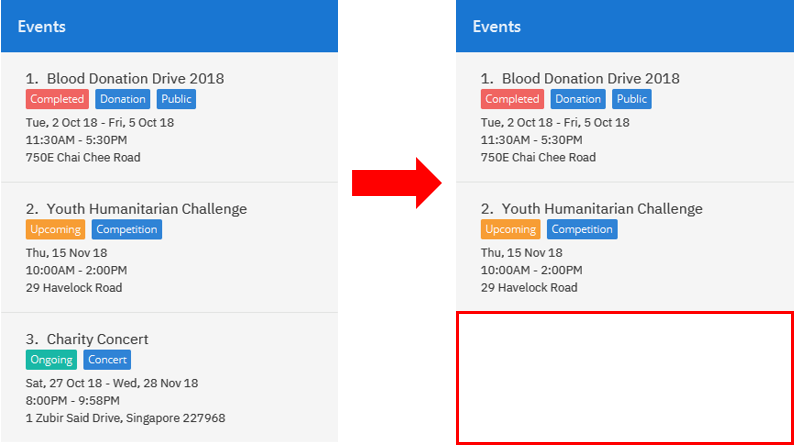 Events
1. Blood Donation Drive 2018
Completed Donation Public
Tue, 2 Oct 18 - Fri, 5 Oct 18
11:30AM - 5:30PM
750E Chai Chee Road
2. Youth Humanitarian Challenge
Upcoming Competition
Thu, 15 Nov 18
10:00AM - 2:00PM
29 Havelock Road
3. Charity Concert
Ongoing Concert
Sat, 27 Oct 18 - Wed, 28 Nov 18
8:00PM - 9:58PM
1 Zubir Said Drive, Singapore 227968
Events
1. Blood Donation Drive 2018
Completed Donation Public
Tue, 2 Oct 18 - Fri, 5 Oct 18
11:30AM - 5:30PM
750E Chai Chee Road
2. Youth Humanitarian Challenge
Upcoming Competition
Thu, 15 Nov 18
10:00AM - 2:00PM
29 Havelock Road